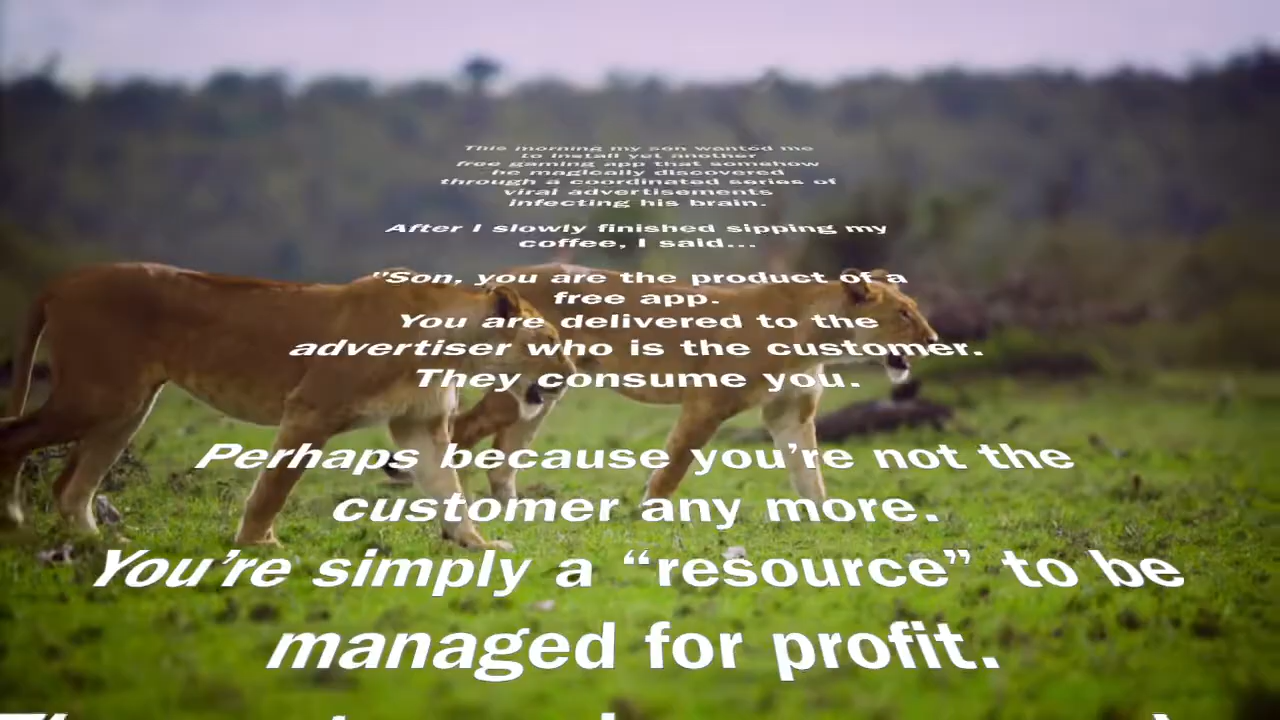 This morning my son wanted me
to install yet another
free gaming app that somehow
he magically discovered
through a coordinated series of
viral advertisements
infecting his brain.
After I slowly finished sipping my
coffee, I said...
"Son, you are the product of a
free app.
You are delivered to the
advertiser who is the customer.
They consume you.
Perhaps because you’re not the
customer any more.
You’re simply a “resource” to be
managed for profit.